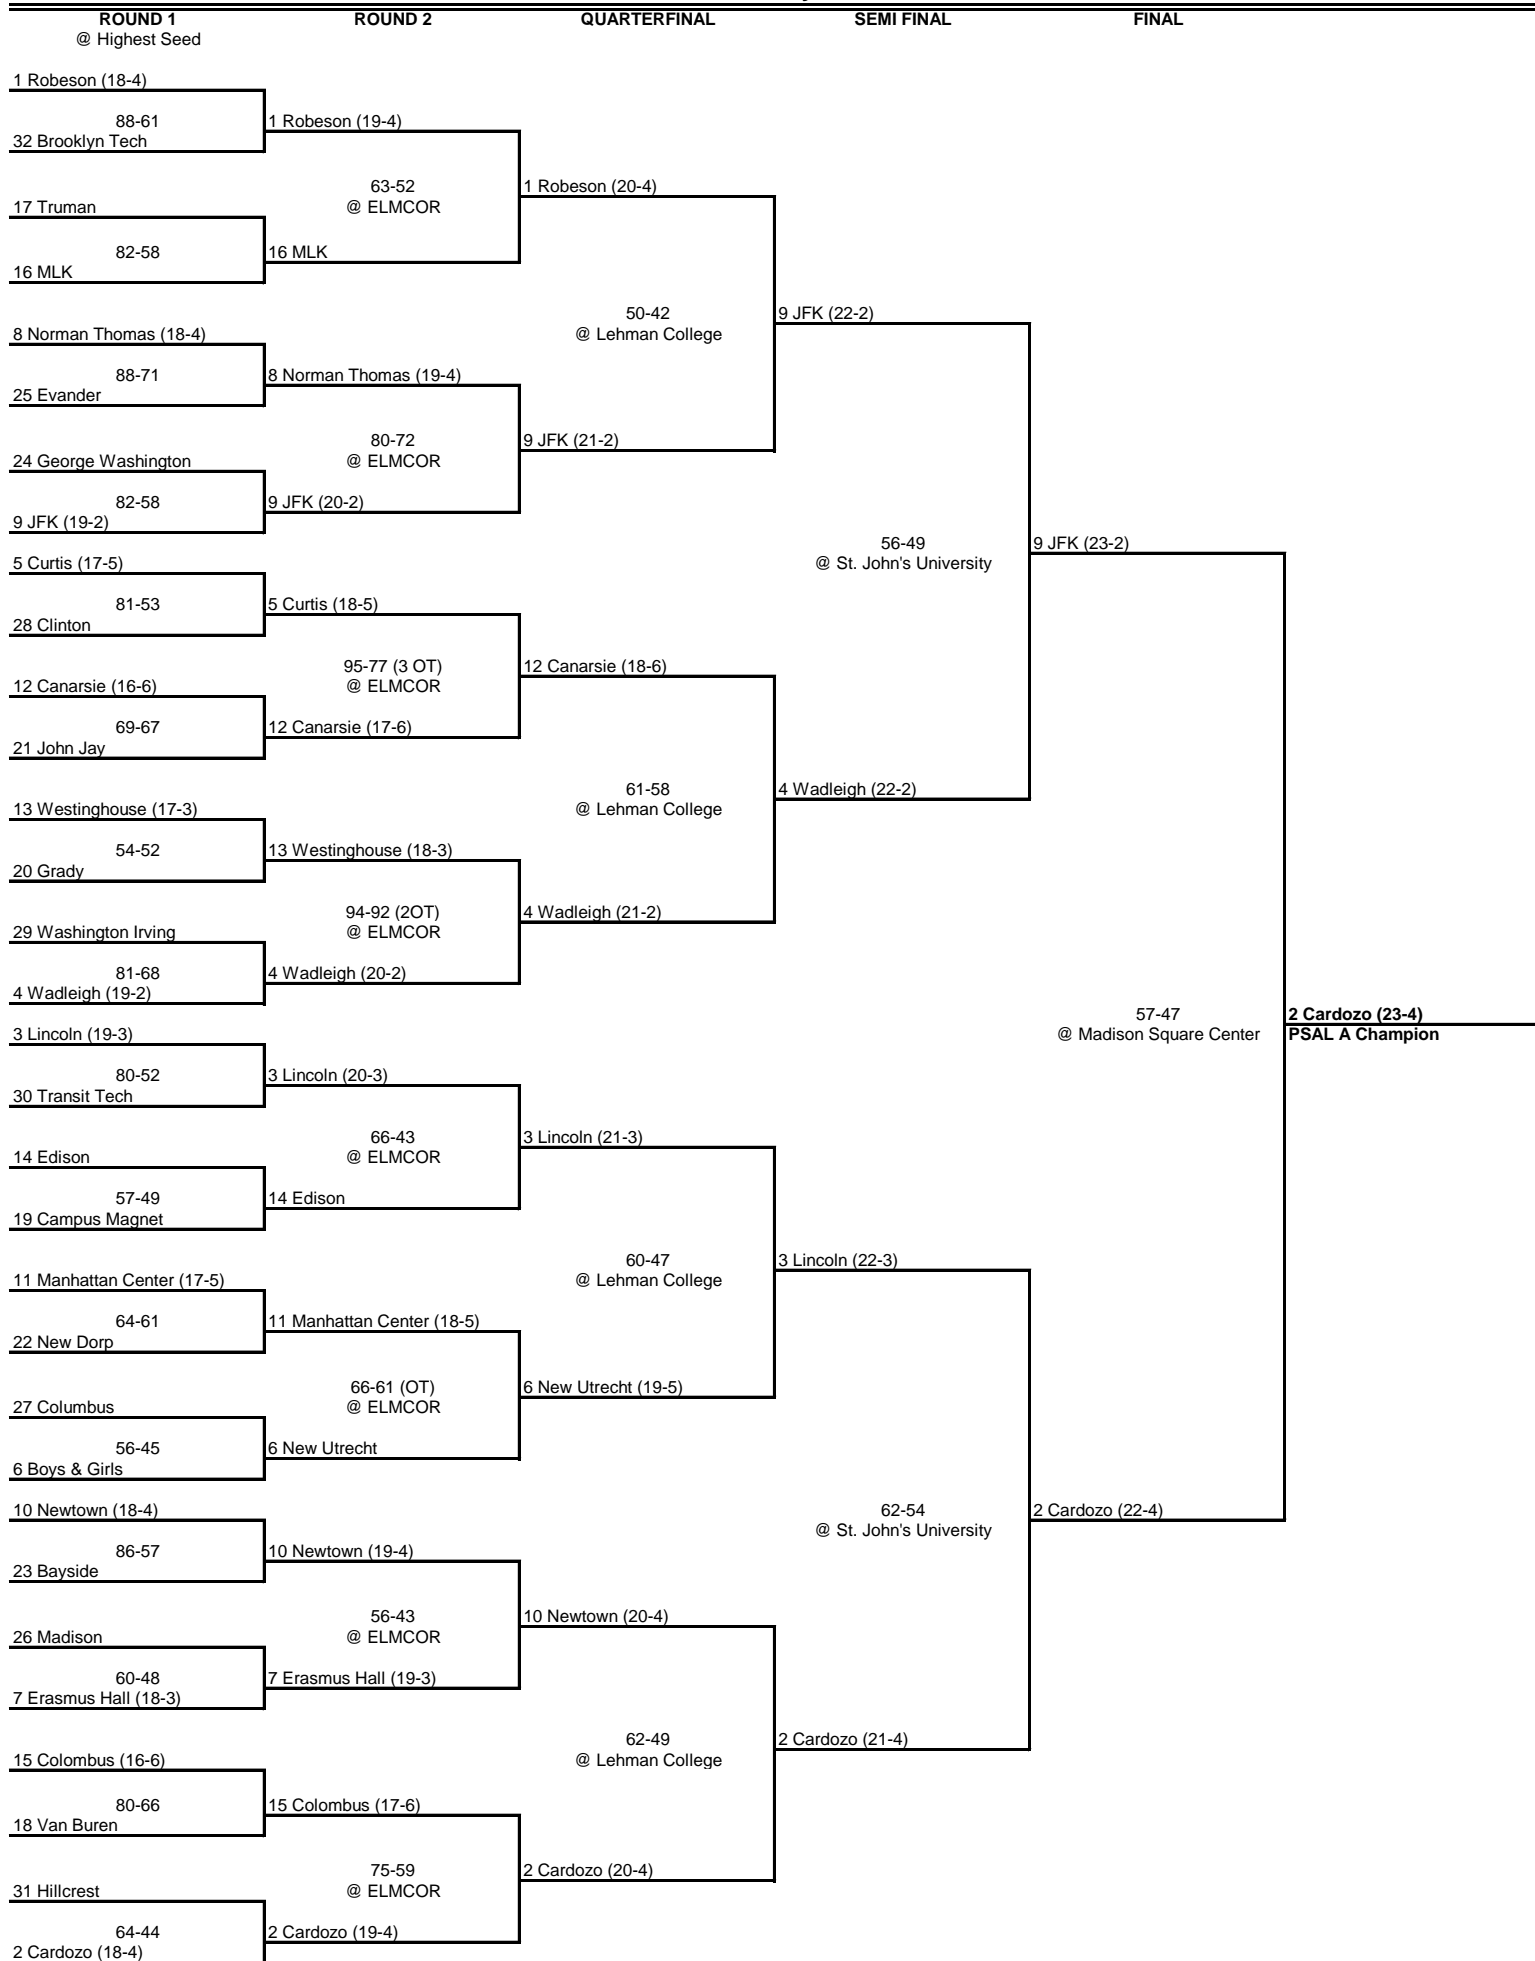 ROUND 1
@ Highest Seed
ROUND 2
QUARTERFINAL
SEMI FINAL
FINAL
1 Robeson (18-4)
88-61
32 Brooklyn Tech
1 Robeson (19-4)
63-52
@ ELMCOR
17 Truman
82-58
16 MLK
16 MLK
1 Robeson (20-4)
50-42
@ Lehman College
8 Norman Thomas (18-4)
88-71
25 Evander
8 Norman Thomas (19-4)
80-72
@ ELMCOR
24 George Washington
82-58
9 JFK (19-2)
9 JFK (20-2)
9 JFK (21-2)
9 JFK (22-2)
56-49
@ St. John's University
5 Curtis (17-5)
81-53
28 Clinton
5 Curtis (18-5)
95-77 (3 OT)
@ ELMCOR
12 Canarsie (16-6)
69-67
21 John Jay
12 Canarsie (17-6)
12 Canarsie (18-6)
61-58
@ Lehman College
13 Westinghouse (17-3)
54-52
20 Grady
13 Westinghouse (18-3)
94-92 (2OT)
@ ELMCOR
29 Washington Irving
81-68
4 Wadleigh (19-2)
4 Wadleigh (20-2)
4 Wadleigh (21-2)
4 Wadleigh (22-2)
9 JFK (23-2)
57-47
@ Madison Square Center
2 Cardozo (23-4)
PSAL A Champion
3 Lincoln (19-3)
80-52
30 Transit Tech
3 Lincoln (20-3)
66-43
@ ELMCOR
14 Edison
57-49
19 Campus Magnet
14 Edison
3 Lincoln (21-3)
60-47
@ Lehman College
11 Manhattan Center (17-5)
64-61
22 New Dorp
11 Manhattan Center (18-5)
66-61 (OT)
@ ELMCOR
27 Columbus
56-45
6 Boys & Girls
6 New Utrecht
6 New Utrecht (19-5)
3 Lincoln (22-3)
62-54
@ St. John's University
10 Newtown (18-4)
86-57
23 Bayside
10 Newtown (19-4)
56-43
@ ELMCOR
26 Madison
60-48
7 Erasmus Hall (18-3)
7 Erasmus Hall (19-3)
10 Newtown (20-4)
62-49
@ Lehman College
15 Colombus (16-6)
80-66
18 Van Buren
15 Colombus (17-6)
75-59
@ ELMCOR
31 Hillcrest
64-44
2 Cardozo (18-4)
2 Cardozo (19-4)
2 Cardozo (20-4)
2 Cardozo (21-4)
2 Cardozo (22-4)